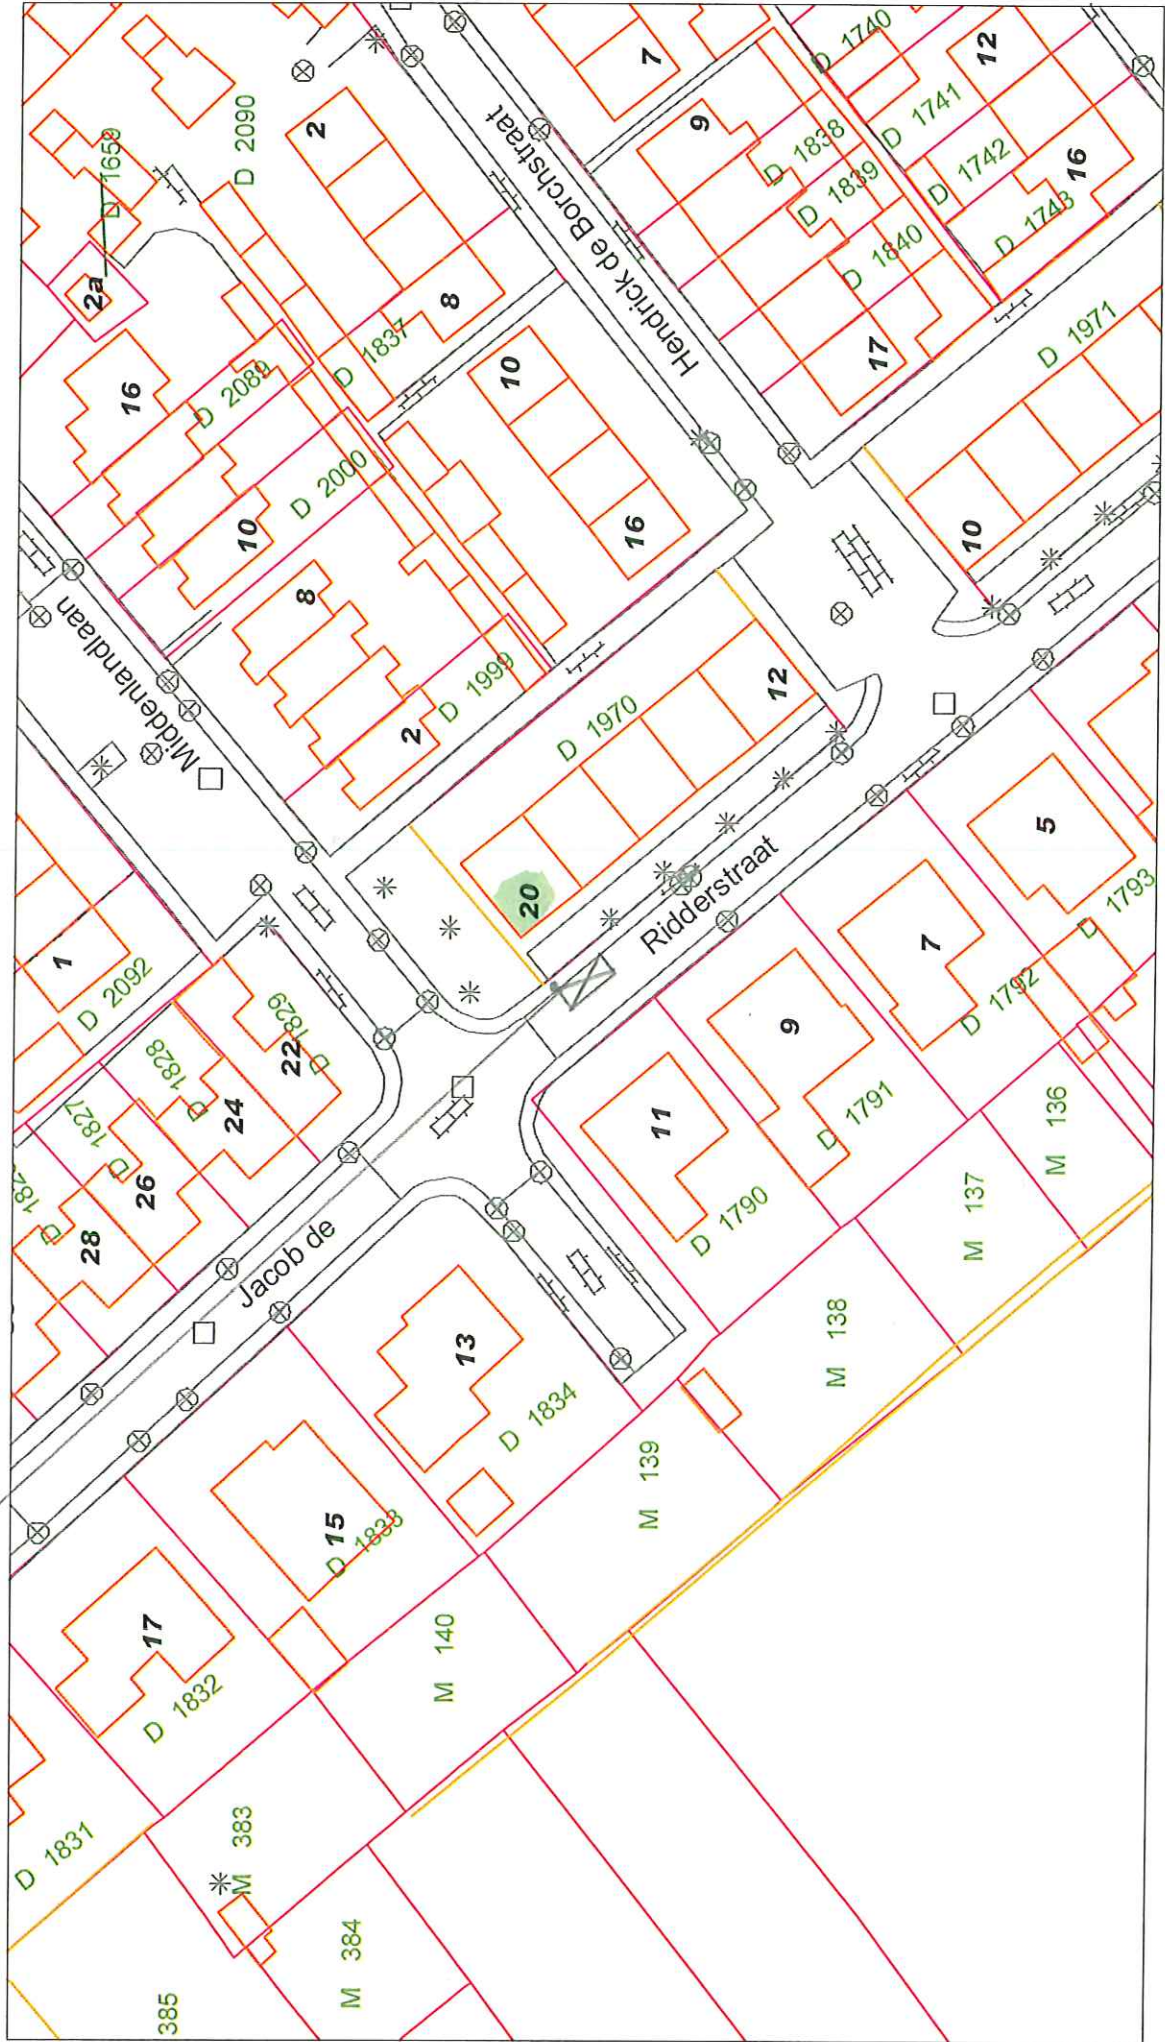 D 1740
12
7
D 1741
9
D 1838
D 1742
16
D 1839
D 1743
D 1840
17
D 1971
10
Hendrick de Borchstraat
2
D 2090
D 1659
2a
8
D 1837
10
16
16
D 2089
D 2000
10
8
D 1999
2
Middenlandlaan
D 1970
12
20
Jacob de Ridderstraat
5
D 1793
7
D 1792
9
D 1791
11
D 1790
M 136
M 137
M 138
1
D 2092
D 1829
22
D 1828
24
D 1827
26
D
28
13
D 1834
M 139
15
D 1833
M 140
17
D 1832
D 1831
M 383
M 384
385